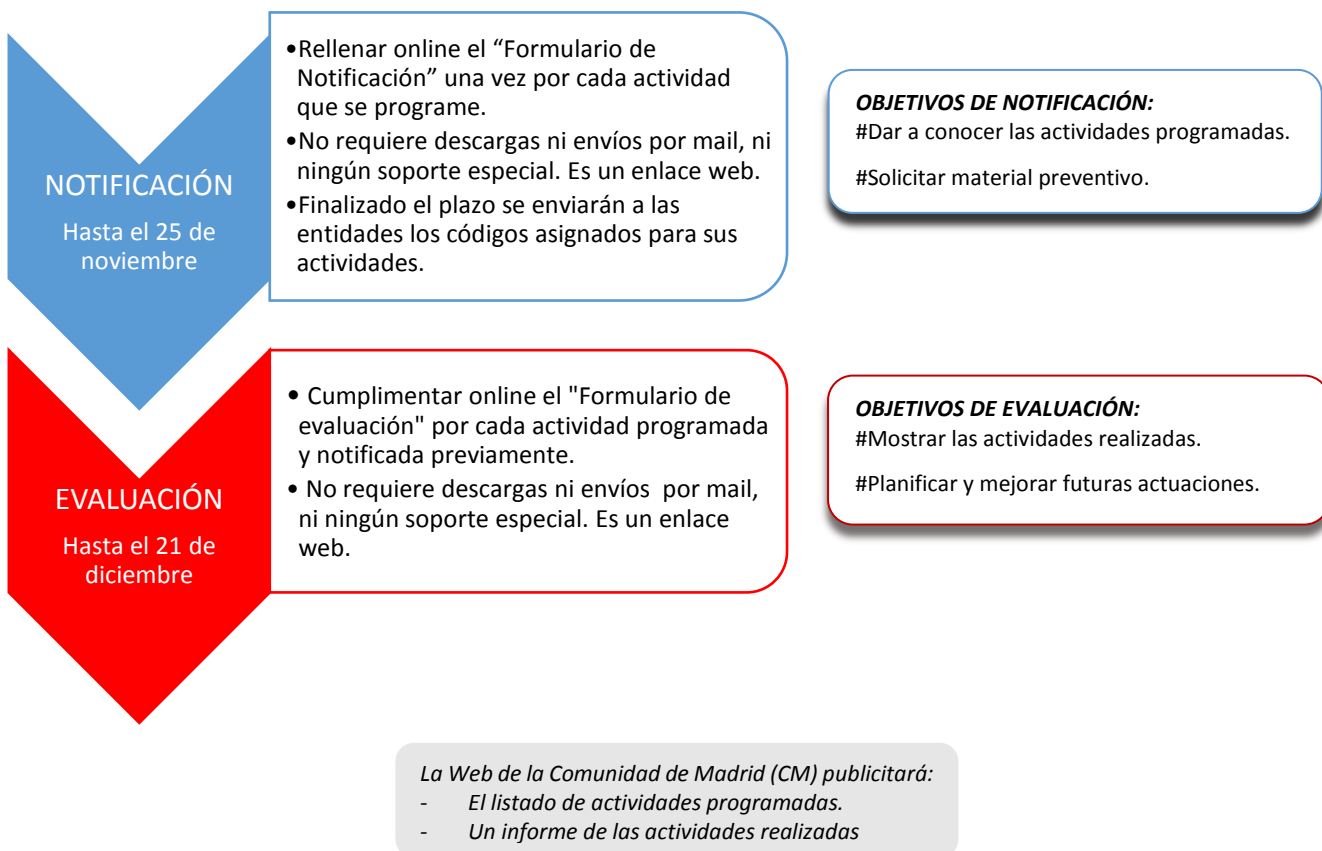 NOTIFICACIÓN
Hasta el 25 de
noviembre
•Rellenar online el “Formulario de
Notificación” una vez por cada actividad
que se programe.
•No requiere descargas ni envíos por mail, ni
ningún soporte especial. Es un enlace web.
•Finalizado el plazo se enviarán a las
entidades los códigos asignados para sus
actividades.
OBJETIVOS DE NOTIFICACIÓN:
#Dar a conocer las actividades programadas.
#Solicitar material preventivo.
EVALUACIÓN
Hasta el 21 de
diciembre
• Cumplimentar online el "Formulario de
evaluación" por cada actividad programada
y notificada previamente.
• No requiere descargas ni envíos por mail,
ni ningún soporte especial. Es un enlace
web.
OBJETIVOS DE EVALUACIÓN:
#Mostrar las actividades realizadas.
#Planificar y mejorar futuras actuaciones.
La Web de la Comunidad de Madrid (CM) publicitará:
- El listado de actividades programadas.
- Un informe de las actividades realizadas